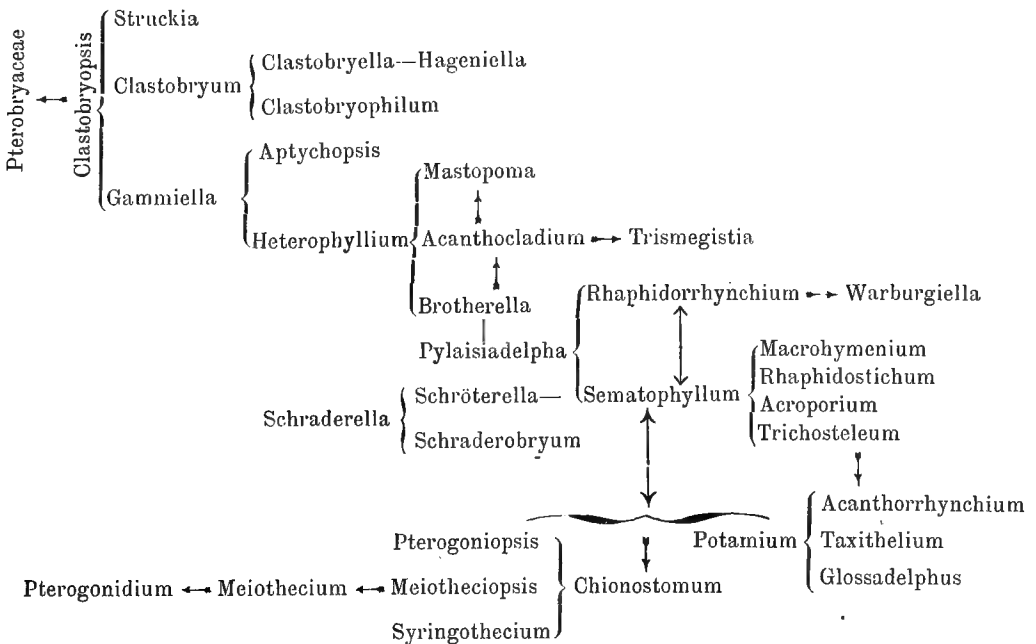 Pterobryaceae
Clastobryopsis
Struckia
Clastobryum
Clastobryella—Hageniella
Clastobryophilum
Gammiella
Aptychopsis
Heterophyllium
Mastopoma
Acanthocladium
Trismegistia
Brotherella
Pylaisiadelpha
Rhaphidorrhynchium
Warburgiella
Sematophyllum
Macrohymenium
Rhaphidostichum
Acroporium
Trichosteleum
Schraderella
Schröterella—
Schraderobryum
Pterogoniopsis
Potamium
Acanthorrhynchium
Taxithelium
Glossadelphus
Pterogonidium
Meiothecium
Meiotheciopsis
Chionostomum
Syringothecium